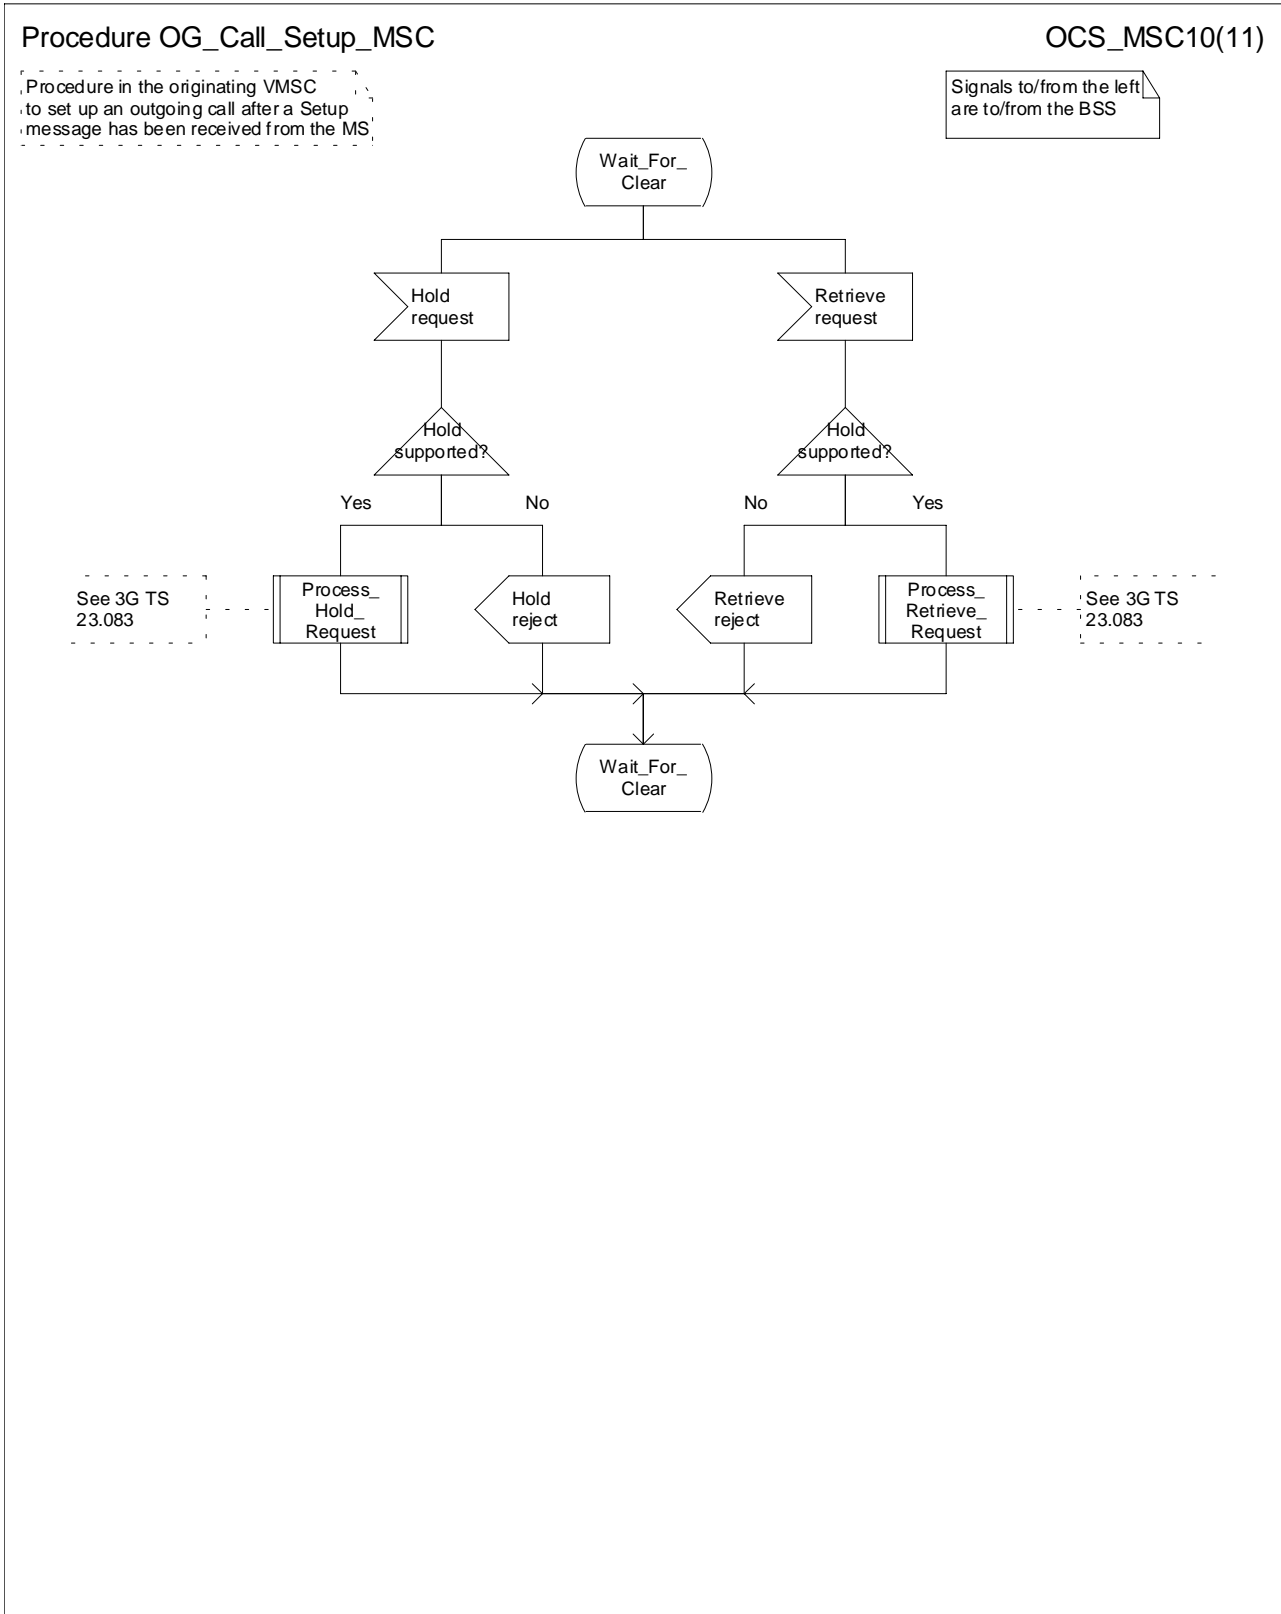 Procedure OG_Call_Setup_MSC
OCS_MSC10(11)
Procedure in the originating VMSC
to set up an outgoing call after a Setup
message has been received from the MS
Signals to/from the left
are to/from the BSS
Wait_For_
Clear
Hold
request
Retrieve
request
Hold
supported?
Hold
supported?
Yes
No
No
Yes
See 3G TS
23.083
Process_
Hold_
Request
Hold
reject
Retrieve
reject
Process_
Retrieve_
Request
See 3G TS
23.083
Wait_For_
Clear